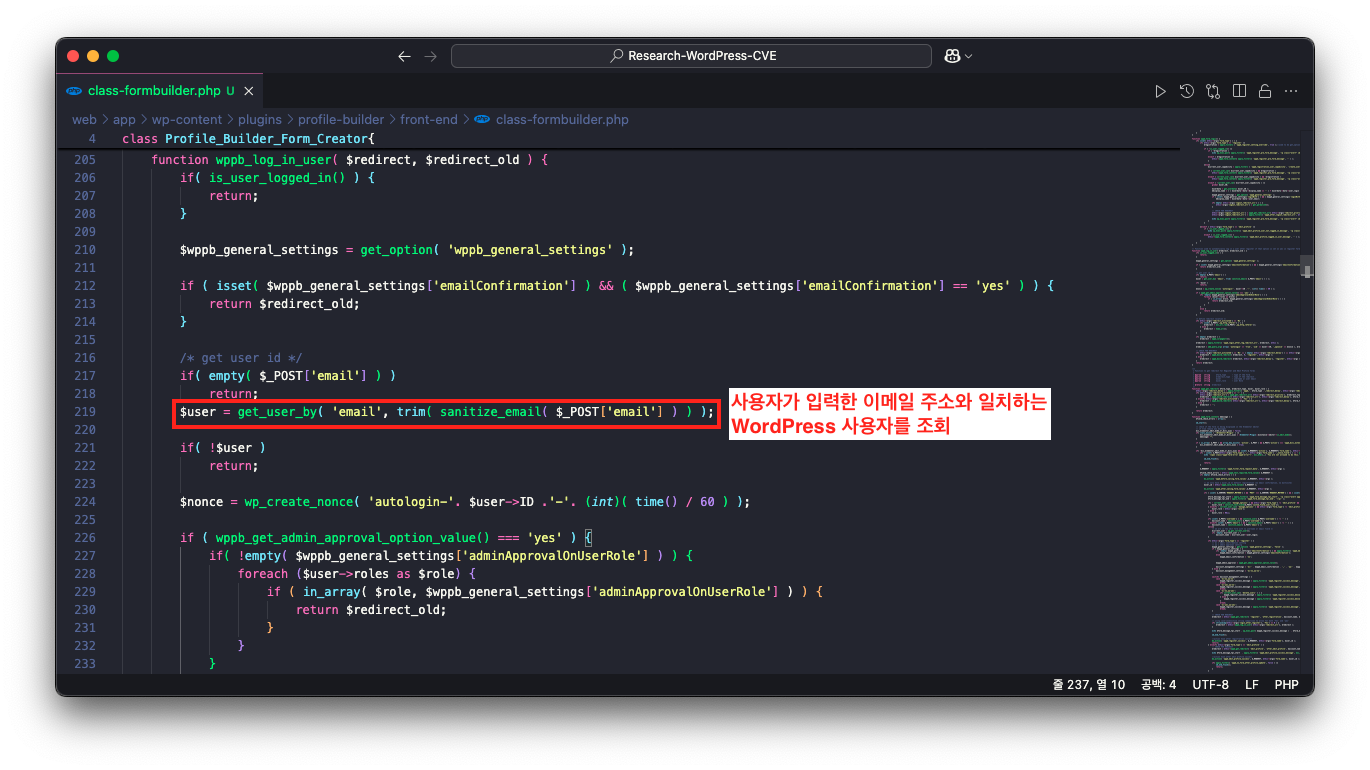 Research-WordPress-CVE
class-formbuilder.php U
web > app > wp-content > plugins > profile-builder > front-end > class-formbuilder.php
4 class Profile_Builder_Form_Creator{
205 function wppb_log_in_user( $redirect, $redirect_old ) {
206 if( is_user_logged_in() ) {
207 return;
208 }
209
210 $wppb_general_settings = get_option( 'wppb_general_settings' );
211
212 if ( isset( $wppb_general_settings['emailConfirmation'] ) && ( $wppb_general_settings['emailConfirmation'] == 'yes' ) ) {
213 return $redirect_old;
214 }
215
216 /* get user id */
217 if( empty( $_POST['email'] ) )
218 return;
219 $user = get_user_by( 'email', trim( sanitize_email( $_POST['email'] ) ) );
사용자가 입력한 이메일 주소와 일치하는
WordPress 사용자를 조회
220
221 if( !$user )
222 return;
223
224 $nonce = wp_create_nonce( 'autologin-'. $user->ID .'-'. (int)( time() / 60 ) );
225
226 if ( wppb_get_admin_approval_option_value() === 'yes' ) {
227 if( !empty( $wppb_general_settings['adminApprovalOnUserRole'] ) ) {
228 foreach ($user->roles as $role) {
229 if ( in_array( $role, $wppb_general_settings['adminApprovalOnUserRole'] ) ) {
230 return $redirect_old;
231 }
232 }
233 }
줄 237, 열 10 공백: 4 UTF-8 LF PHP